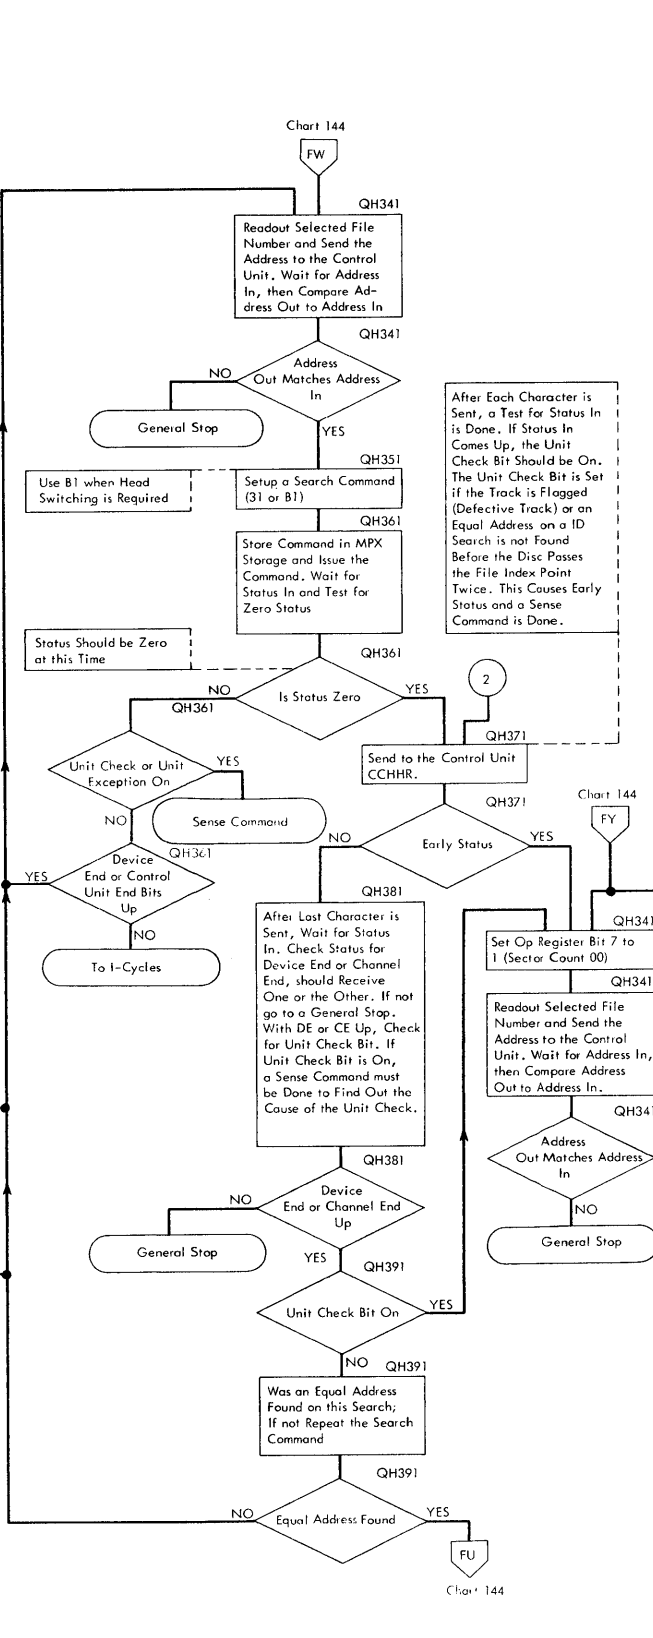 Chart 144
FW
QH341
Readout Selected File
Number and Send the
Address to the Control
Unit. Wait for Address
In, then Compare Ad-
dress Out to Address In
QH341
Address
Out Matches Address
In
NO
General Stop
YES
After Each Character is
Sent, a Test for Status In
is Done. If Status In
Comes Up, the Unit
Check Bit Should be On.
The Unit Check Bit is Set
if the Track is Flagged
(Defective Track) or an
Equal Address on a ID
Search is not Found
Before the Disc Passes
the File Index Point
Twice. This Causes Early
Status and a Sense
Command is Done.
QH351
Use B1 when Head
Switching is Required
Setup a Search Command
(31 or B1)
QH361
Store Command in MPX
Storage and Issue the
Command. Wait for
Status In and Test for
Zero Status
Status Should be Zero
at this Time
QH361
Is Status Zero
NO
YES
QH361
2
Unit Check or Unit
Exception On
YES
Sense Command
NO
QH361
Device
End or Control
Unit End Bits
Up
YES
NO
To I-Cycles
QH371
Send to the Control Unit
CCHHR.
QH371
Early Status
NO
YES
Chart 144
FY
QH381
After Last Character is
Sent, Wait for Status
In. Check Status for
Device End or Channel
End, should Receive
One or the Other. If not
go to a General Stop.
With DE or CE Up, Check
for Unit Check Bit. If
Unit Check Bit is On,
a Sense Command must
be Done to Find Out the
Cause of the Unit Check.
QH341
Set Op Register Bit 7 to
1 (Sector Count 00)
QH341
Readout Selected File
Number and Send the
Address to the Control
Unit. Wait for Address In,
then Compare Address
Out to Address In.
QH341
Address
Out Matches Address
In
NO
General Stop
QH381
Device
End or Channel End
Up
NO
General Stop
YES
QH391
Unit Check Bit On
YES
NO
QH391
Was an Equal Address
Found on this Search;
If not Repeat the Search
Command
QH391
Equal Address Found
NO
YES
FU
Chart 144